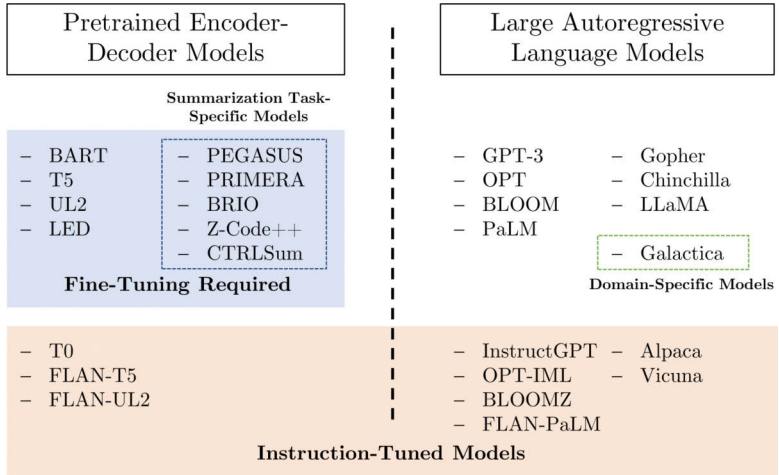 Pretrained Encoder-
Decoder Models
Summarization Task-
Specific Models
– BART
– T5
– UL2
– LED
– PEGASUS
– PRIMERA
– BRIO
– Z-Code++
– CTRLSum
Fine-Tuning Required
Large Autoregressive
Language Models
– GPT-3
– OPT
– BLOOM
– PaLM
– Gopher
– Chinchilla
– LLaMA
– Galactica
Domain-Specific Models
– T0
– FLAN-T5
– FLAN-UL2
– InstructGPT
– OPT-IML
– BLOOMZ
– FLAN-PaLM
– Alpaca
– Vicuna
Instruction-Tuned Models